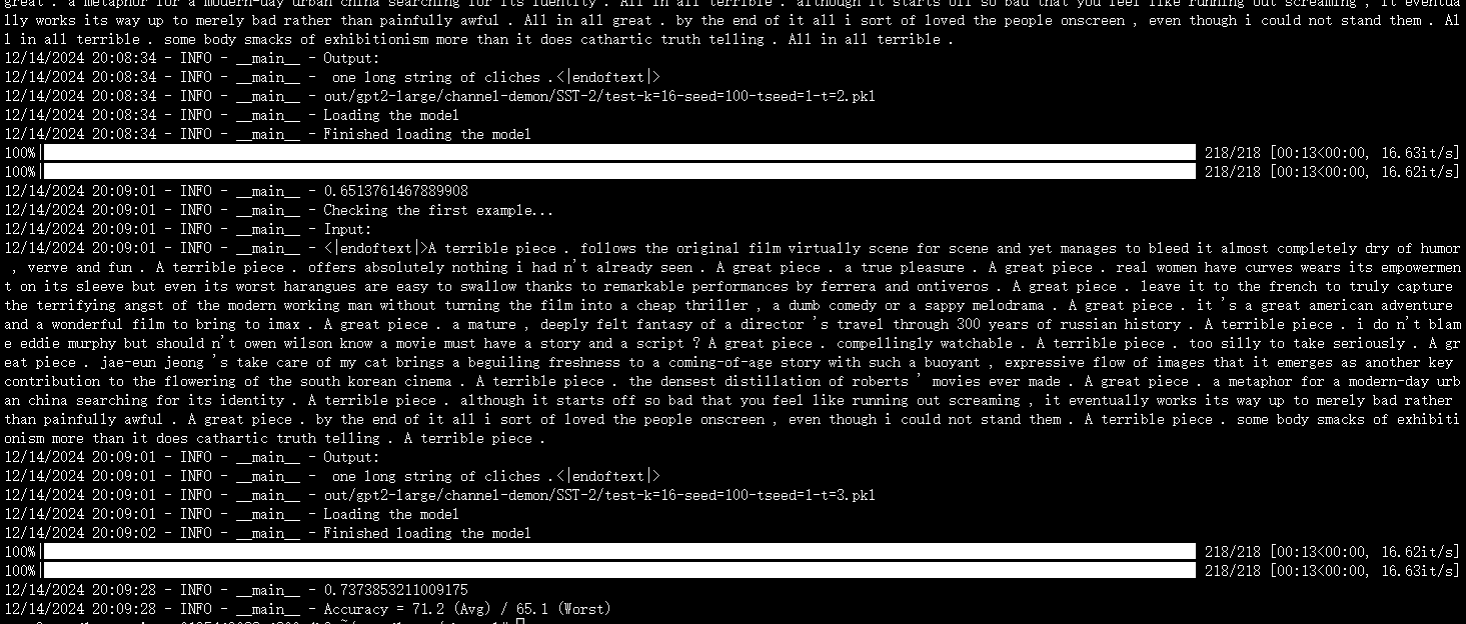 great . a metaphor for a modern-day urban china searching for its identity . All in all terrible . although it starts off so bad that you feel like running out screaming , it eventua
lly works its way up to merely bad rather than painfully awful . All in all great . by the end of it all i sort of loved the people onscreen , even though i could not stand them . Al
l in all terrible . some body smacks of exhibitionism more than it does cathartic truth telling . All in all terrible .
12/14/2024 20:08:34 - INFO - __main__ - Output:
12/14/2024 20:08:34 - INFO - __main__ -  one long string of cliches .<|endoftext|>
12/14/2024 20:08:34 - INFO - __main__ - out/gpt2-large/channel-demon/SST-2/test-k=16-seed=100-tseed=1-t=2.pkl
12/14/2024 20:08:34 - INFO - __main__ - Loading the model
12/14/2024 20:08:34 - INFO - __main__ - Finished loading the model
100%| 218/218 [00:13<00:00, 16.63it/s]
100%| 218/218 [00:13<00:00, 16.62it/s]
12/14/2024 20:09:01 - INFO - __main__ - 0.6513761467889908
12/14/2024 20:09:01 - INFO - __main__ - Checking the first example...
12/14/2024 20:09:01 - INFO - __main__ - Input:
12/14/2024 20:09:01 - INFO - __main__ - <|endoftext|>A terrible piece . follows the original film virtually scene for scene and yet manages to bleed it almost completely dry of humor
 , verve and fun . A terrible piece . offers absolutely nothing i had n't already seen . A great piece . a true pleasure . A great piece . real women have curves wears its empowermen
t on its sleeve but even its worst harangues are easy to swallow thanks to remarkable performances by ferrera and ontiveros . A great piece . leave it to the french to truly capture
the terrifying angst of the modern working man without turning the film into a cheap thriller , a dumb comedy or a sappy melodrama . A great piece . it 's a great american adventure
and a wonderful film to bring to imax . A great piece . a mature , deeply felt fantasy of a director 's travel through 300 years of russian history . A terrible piece . i do n't blam
e eddie murphy but should n't owen wilson know a movie must have a story and a script ? A great piece . compellingly watchable . A terrible piece . too silly to take seriously . A gr
eat piece . jae-eun jeong 's take care of my cat brings a beguiling freshness to a coming-of-age story with such a buoyant , expressive flow of images that it emerges as another key
contribution to the flowering of the south korean cinema . A terrible piece . the densest distillation of roberts ' movies ever made . A great piece . a metaphor for a modern-day urb
an china searching for its identity . A terrible piece . although it starts off so bad that you feel like running out screaming , it eventually works its way up to merely bad rather
than painfully awful . A great piece . by the end of it all i sort of loved the people onscreen , even though i could not stand them . A terrible piece . some body smacks of exhibiti
onism more than it does cathartic truth telling . A terrible piece .
12/14/2024 20:09:01 - INFO - __main__ - Output:
12/14/2024 20:09:01 - INFO - __main__ -  one long string of cliches .<|endoftext|>
12/14/2024 20:09:01 - INFO - __main__ - out/gpt2-large/channel-demon/SST-2/test-k=16-seed=100-tseed=1-t=3.pkl
12/14/2024 20:09:01 - INFO - __main__ - Loading the model
12/14/2024 20:09:02 - INFO - __main__ - Finished loading the model
100%| 218/218 [00:13<00:00, 16.62it/s]
100%| 218/218 [00:13<00:00, 16.63it/s]
12/14/2024 20:09:28 - INFO - __main__ - 0.7373853211009175
12/14/2024 20:09:28 - INFO - __main__ - Accuracy = 71.2 (Avg) / 65.1 (Worst)